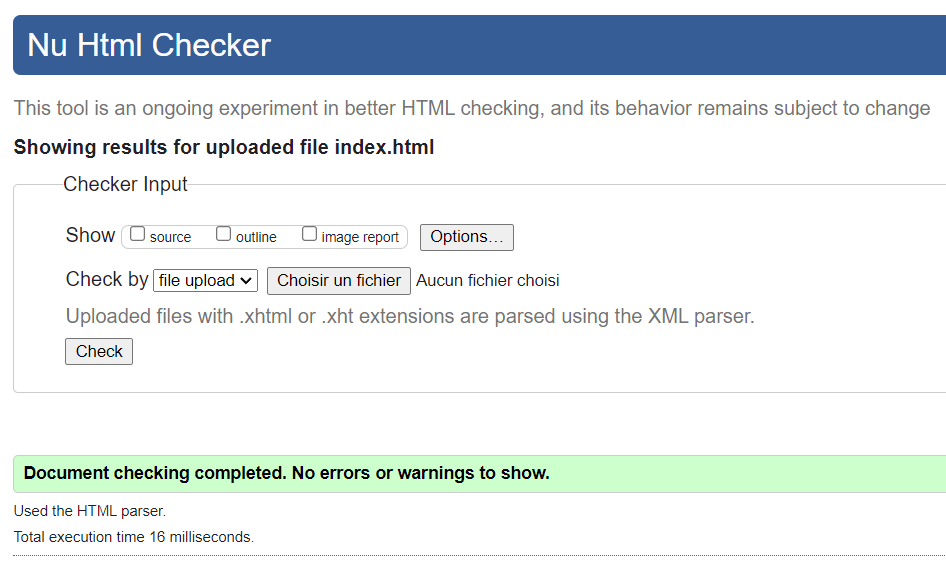 Nu Html Checker
This tool is an ongoing experiment in better HTML checking, and its behavior remains subject to change
Showing results for uploaded file index.html
Checker Input
Show source outline image report Options...
Check by file upload Choisir un fichier Aucun fichier choisi
Uploaded files with .xhtml or .xht extensions are parsed using the XML parser.
Check
Document checking completed. No errors or warnings to show.
Used the HTML parser.
Total execution time 16 milliseconds.